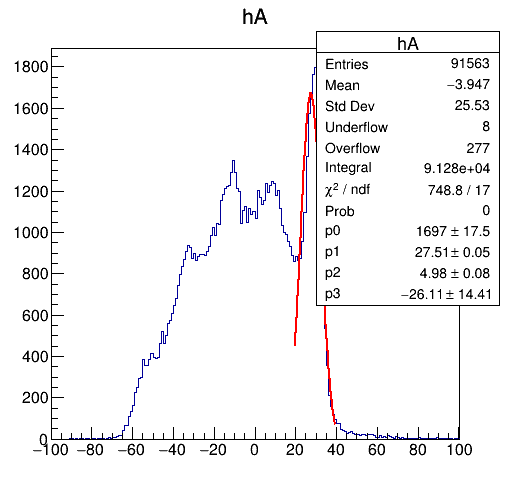 hA
hA
Entries 91563
Mean −3.947
Std Dev 25.53
Underflow 8
Overflow 277
Integral 9.128e+04
χ² / ndf 748.8 / 17
Prob 0
p0 1697 ± 17.5
p1 27.51 ± 0.05
p2 4.98 ± 0.08
p3 −26.11 ± 14.41
1800
1600
1400
1200
1000
800
600
400
200
0
−100 −80 −60 −40 −20 0 20 40 60 80 100